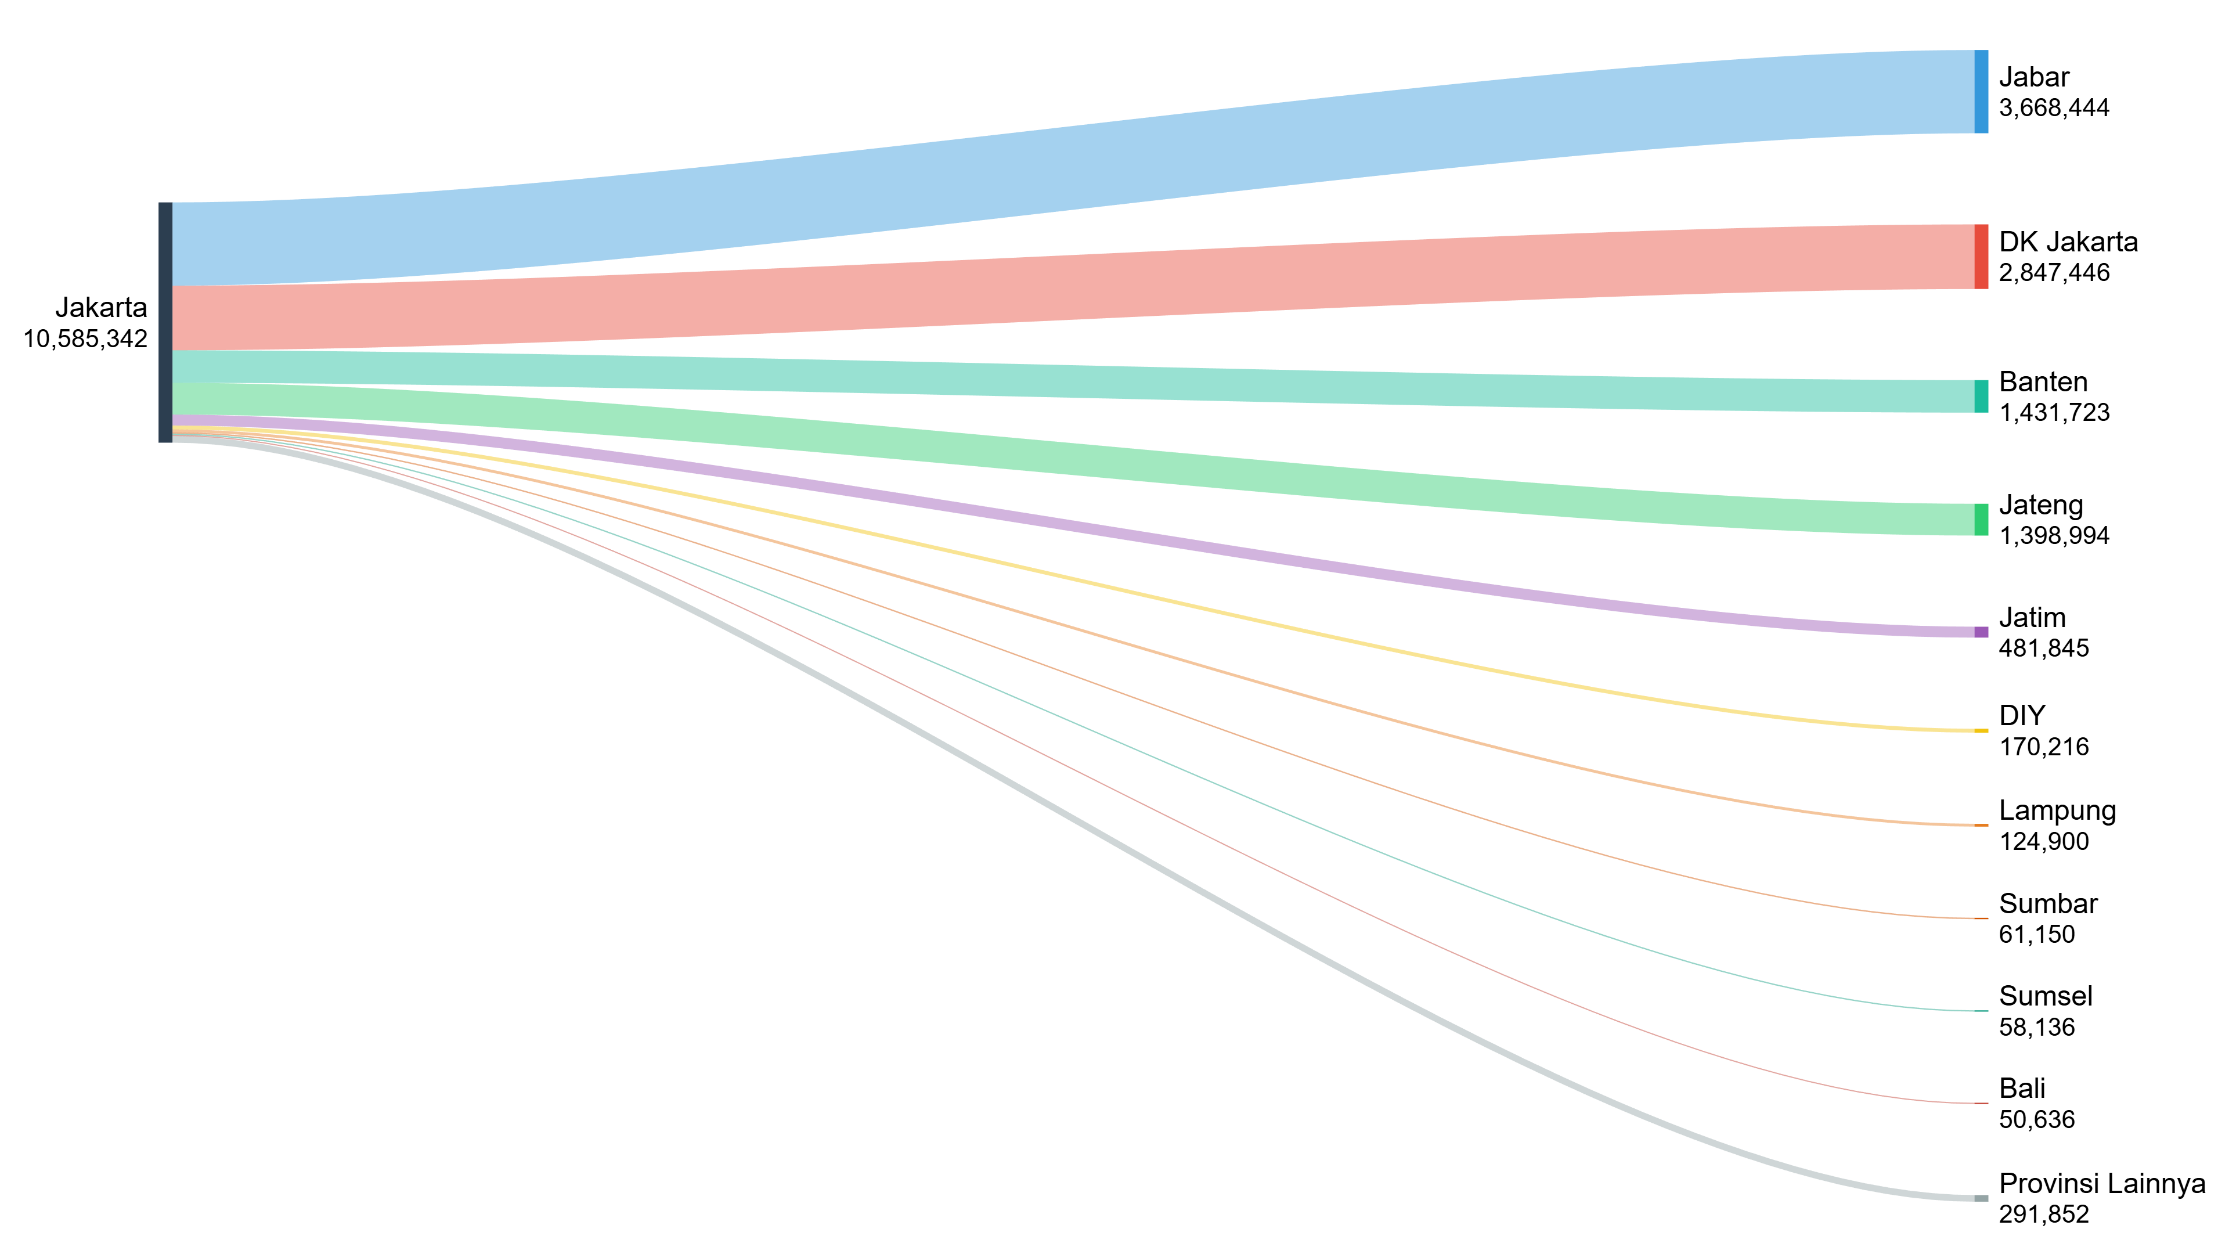 Jabar
3,668,444
DK Jakarta
2,847,446
Jakarta
10,585,342
Banten
1,431,723
Jateng
1,398,994
Jatim
481,845
DIY
170,216
Lampung
124,900
Sumbar
61,150
Sumsel
58,136
Bali
50,636
Provinsi Lainnya
291,852